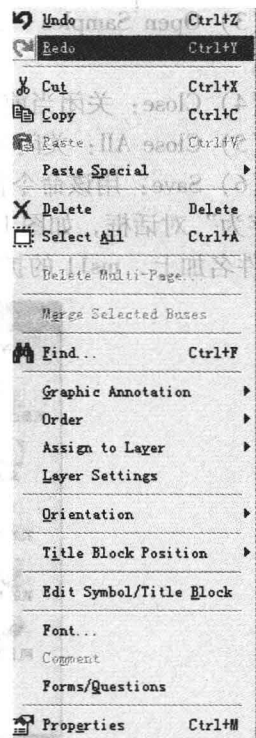 Undo Ctrl+Z
Redo Ctrl+Y
Cut Ctrl+X
Copy Ctrl+C
Paste Ctrl+V
Paste Special
Delete Delete
Select All Ctrl+A
Delete Multi-Page...
Merge Selected Buses
Find... Ctrl+F
Graphic Annotation
Order
Assign to Layer
Layer Settings
Orientation
Title Block Position
Edit Symbol/Title Block
Font...
Comment
Forms/Questions
Properties Ctrl+M